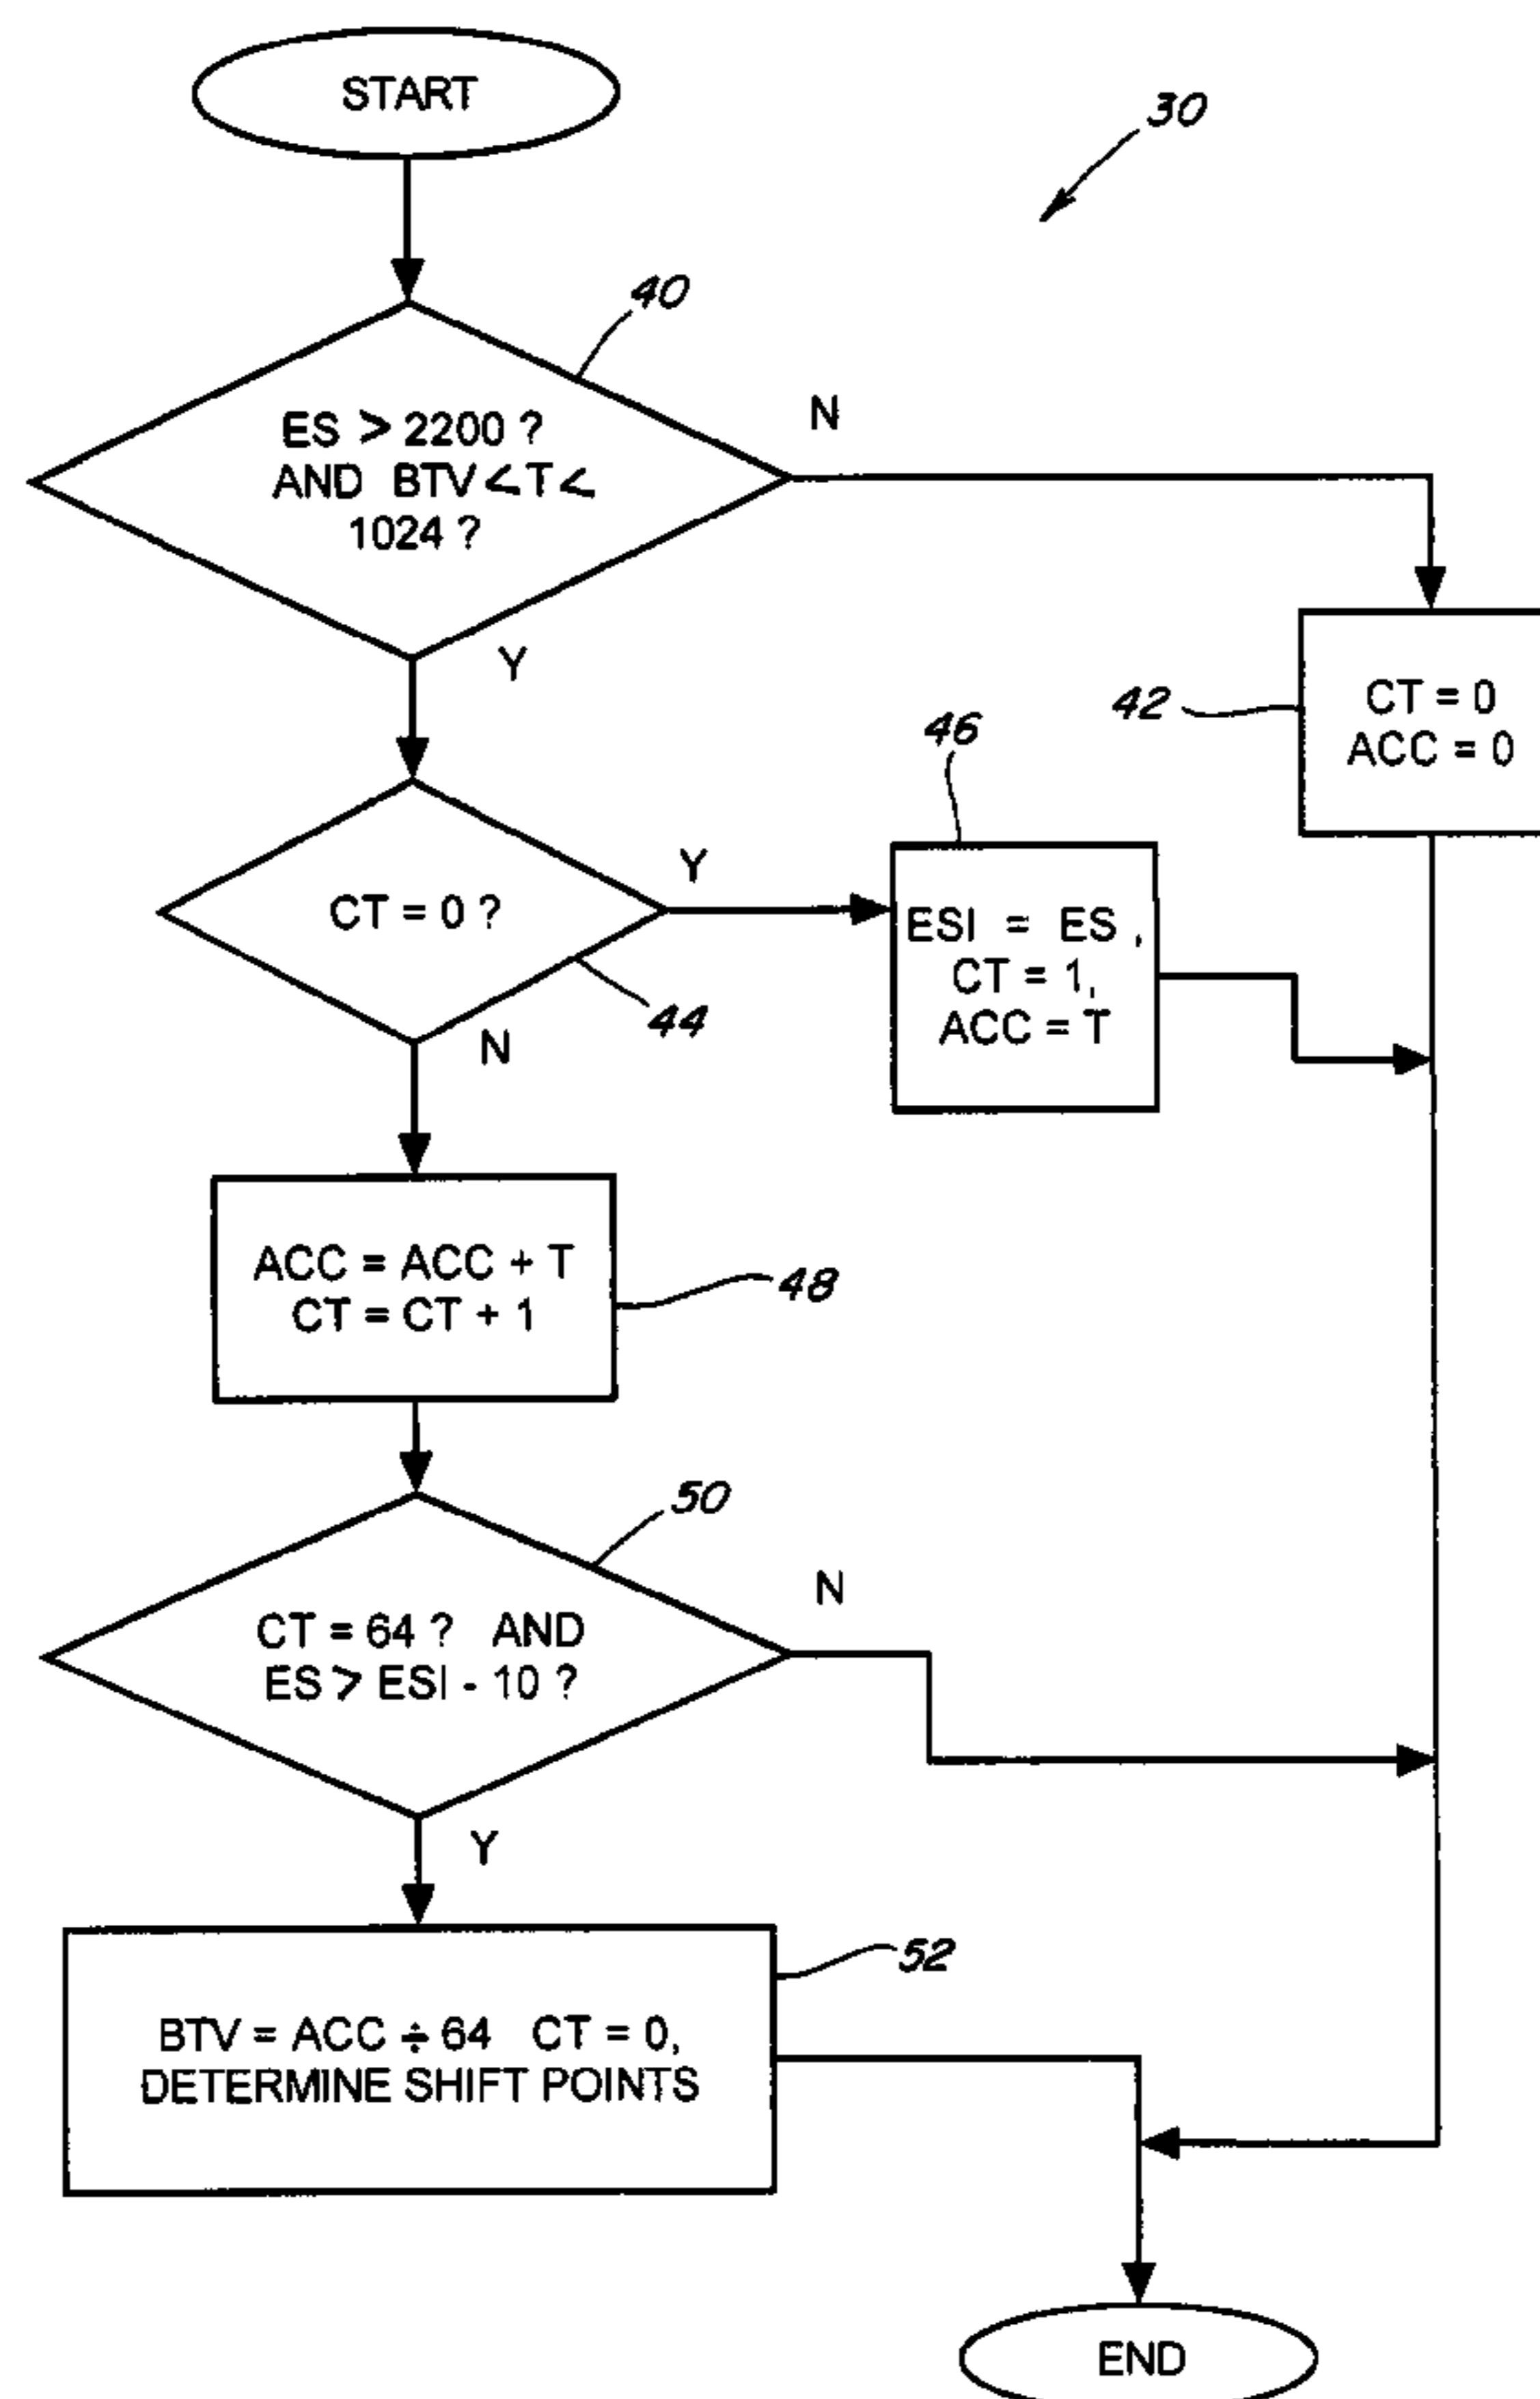 START
30
40
ES > 2200 ?
AND BTV < T <
1024 ?
N
Y
42
CT = 0
ACC = 0
46
CT = 0 ?
Y
44
N
ESI = ES ,
CT = 1,
ACC = T
ACC = ACC + T
CT = CT + 1
48
50
CT = 64 ? AND
ES > ESI - 10 ?
N
Y
52
BTV = ACC ÷ 64 CT = 0,
DETERMINE SHIFT POINTS
END